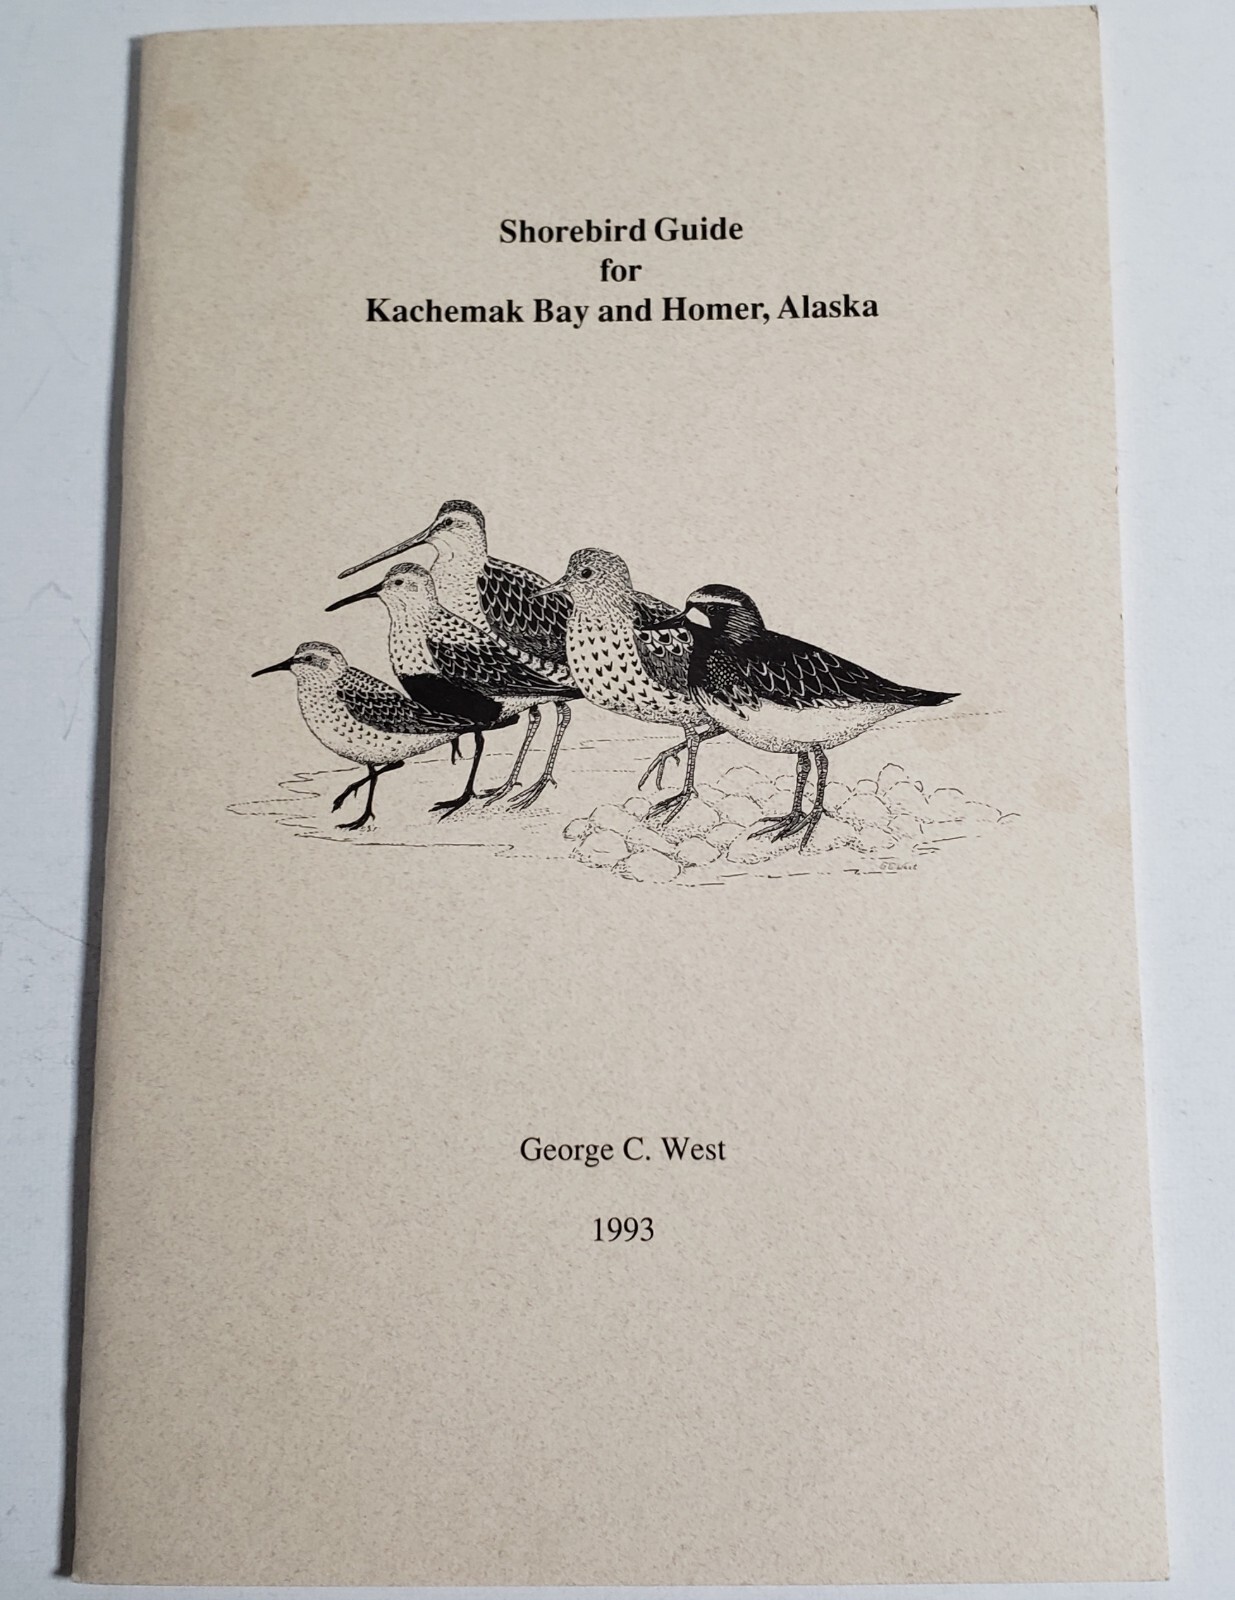 Shorebird Guide
for
Kachemak Bay and Homer, Alaska
George C. West
1993